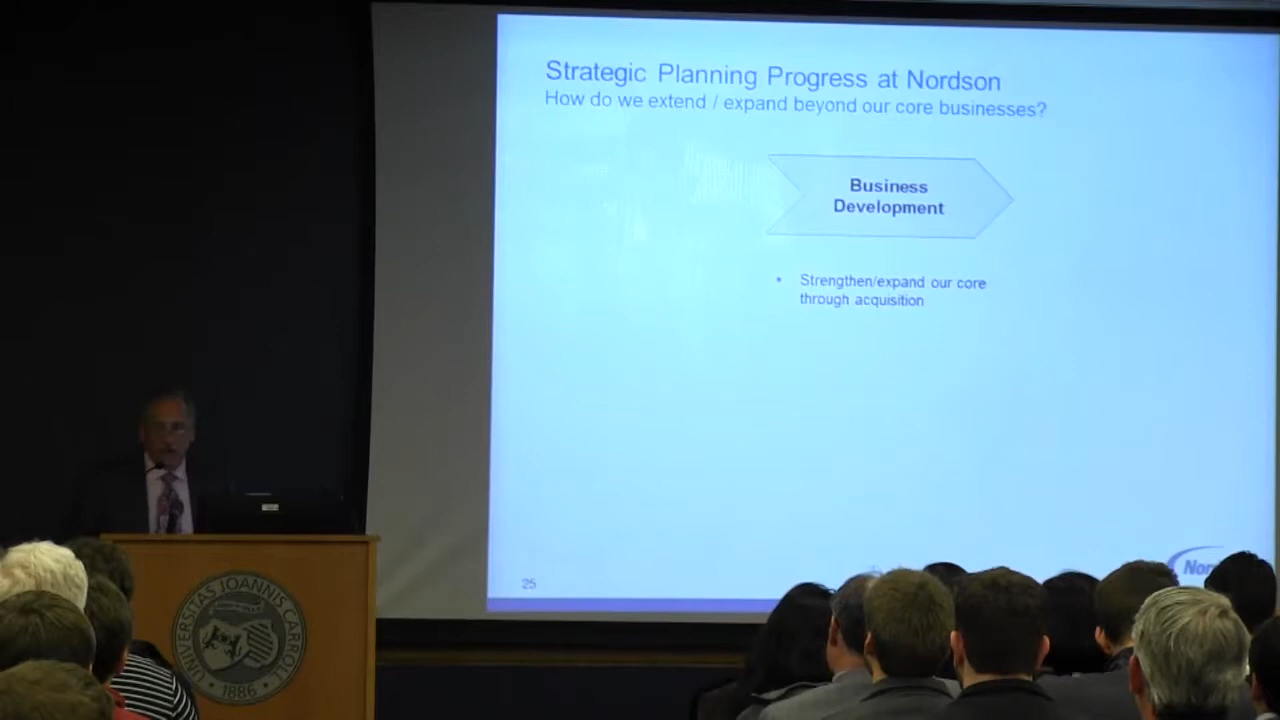 Strategic Planning Progress at Nordson
How do we extend / expand beyond our core businesses?
Business
Development
• Strengthen/expand our core
through acquisition
25
Nor
UNIVERSITAS JOANNIS CARROLL
1886